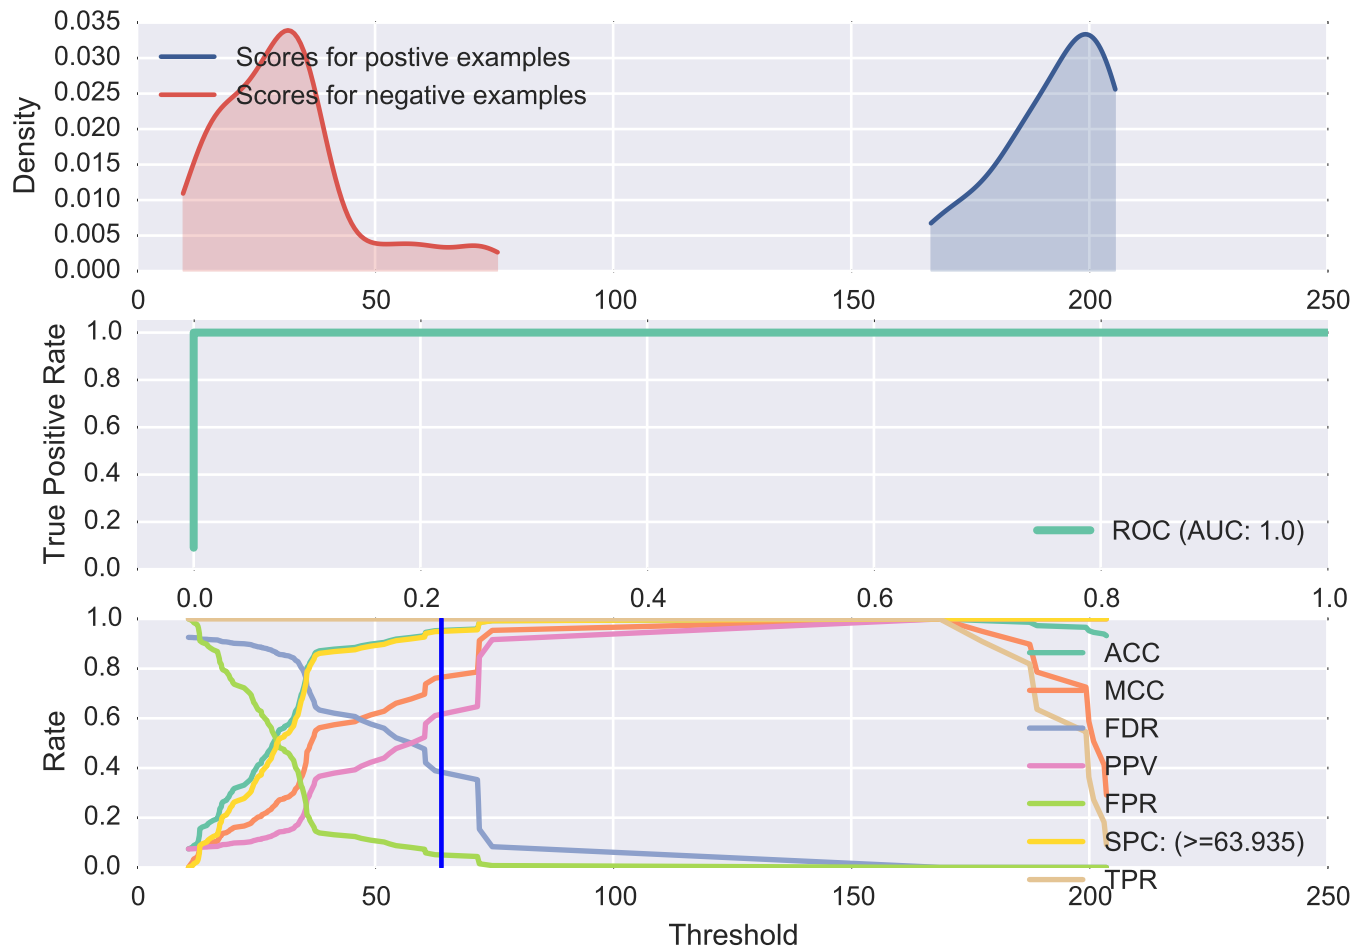 0.035
0.030
0.025
0.020
0.015
0.010
0.005
0.000
Density
Scores for postive examples
Scores for negative examples
0 50 100 150 200 250
1.0
0.8
0.6
0.4
0.2
0.0
True Positive Rate
ROC (AUC: 1.0)
0.0 0.2 0.4 0.6 0.8 1.0
1.0
0.8
0.6
0.4
0.2
0.0
Rate
ACC
MCC
FDR
PPV
FPR
SPC: (>=63.935)
TPR
0 50 100 150 200 250
Threshold